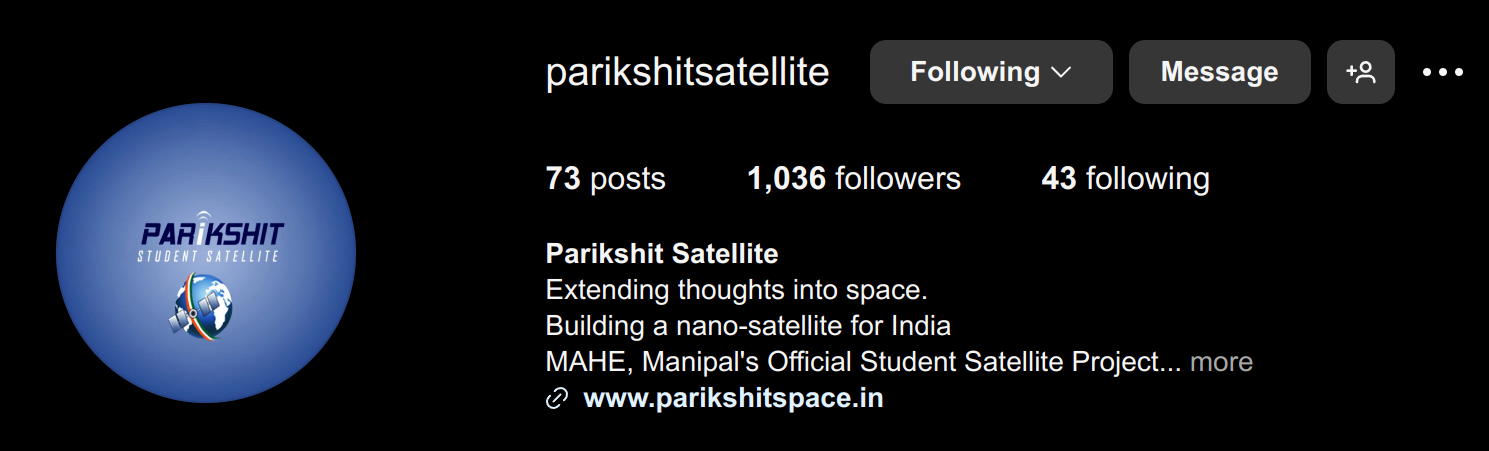 parikshitsatellite Following Message
PARiKSHIT
STUDENT SATELLITE
73 posts 1,036 followers 43 following
Parikshit Satellite
Extending thoughts into space.
Building a nano-satellite for India
MAHE, Manipal's Official Student Satellite Project... more
www.parikshitspace.in